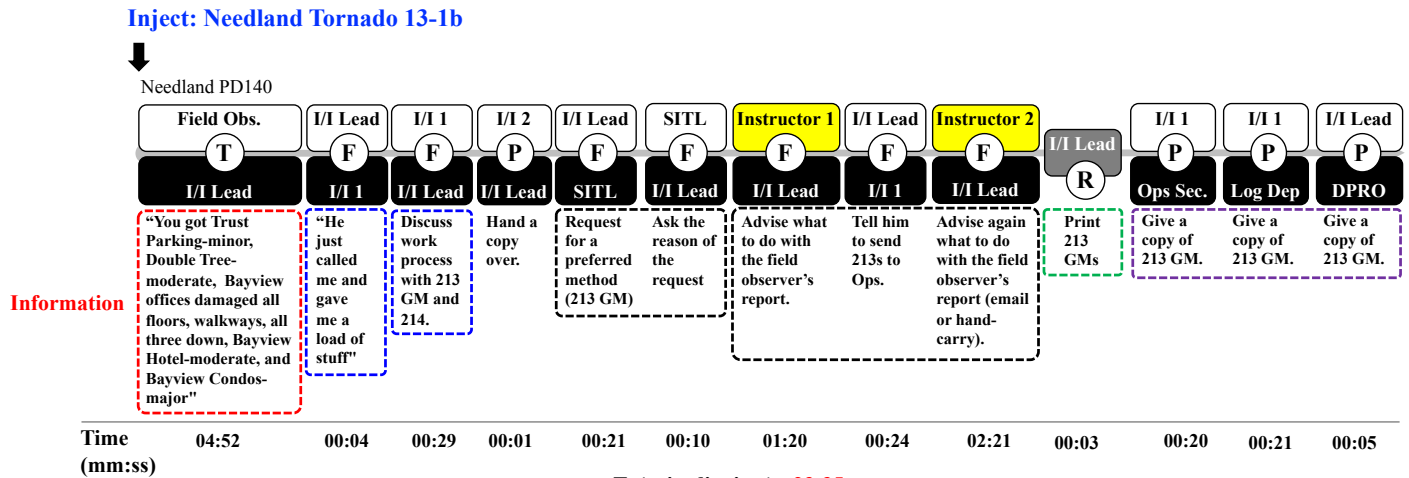 Inject: Needland Tornado 13-1b
Needland PD140
Field Obs.
T
I/I Lead
I/I Lead
F
I/I 1
I/I 1
F
I/I Lead
I/I 2
P
I/I Lead
I/I Lead
F
SITL
SITL
F
I/I Lead
Instructor 1
F
I/I Lead
I/I Lead
F
I/I 1
Instructor 2
F
I/I Lead
I/I Lead
R
I/I 1
P
Ops Sec.
I/I 1
P
Log Dep
I/I Lead
P
DPRO
Information
“You got Trust
Parking-minor,
Double Tree-
moderate, Bayview
offices damaged all
floors, walkways, all
three down, Bayview
Hotel-moderate, and
Bayview Condos-
major"
“He
just
called
me and
gave
me a
load of
stuff"
Discuss
work
process
with 213
GM and
214.
Hand a
copy
over.
Request
for a
preferred
method
(213 GM)
Ask the
reason of
the
request
Advise what
to do with
the field
observer’s
report.
Tell him
to send
213s to
Ops.
Advise again
what to do
with the field
observer’s
report (email
or hand-
carry).
Print
213
GMs
Give a
copy of
213 GM.
Give a
copy of
213 GM.
Give a
copy of
213 GM.
Time
(mm:ss)
04:52 00:04 00:29 00:01 00:21 00:10 01:20 00:24 02:21 00:03 00:20 00:21 00:05